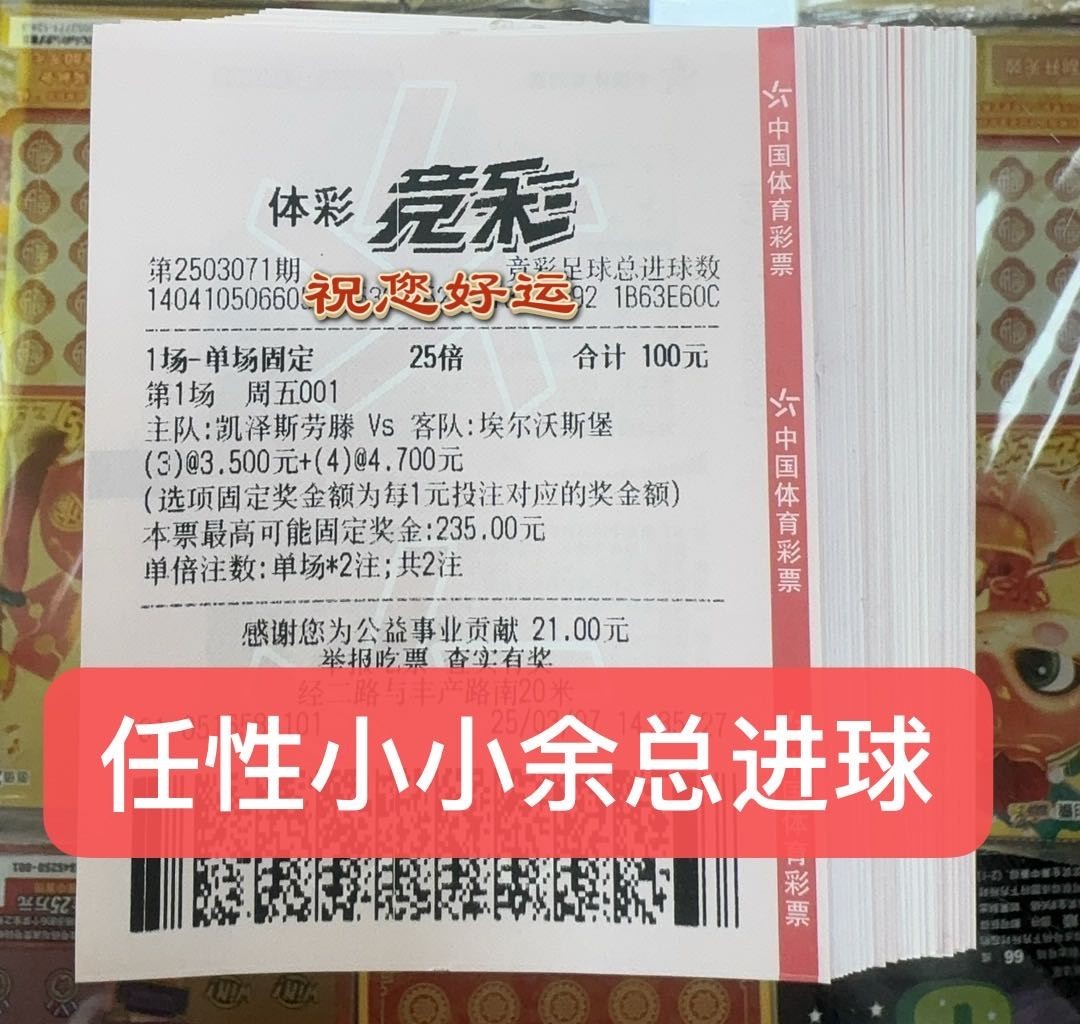 体彩 竞彩
第2503071期 竞彩足球总进球数
祝您好运
1B63E60C
1场-单场固定 25倍 合计 100元
第1场 周五001
主队:凯泽斯劳滕 Vs 客队:埃尔沃斯堡
(3)@3.500元+(4)@4.700元
(选项固定奖金额为每1元投注对应的奖金额)
本票最高可能固定奖金:235.00元
单倍注数:单场*2注;共2注
感谢您为公益事业贡献 21.00元
举报吃票 查实有奖
经二路与丰产路南20米
任性小小余总进球
中国体育彩票
中国体育彩票
体育彩票